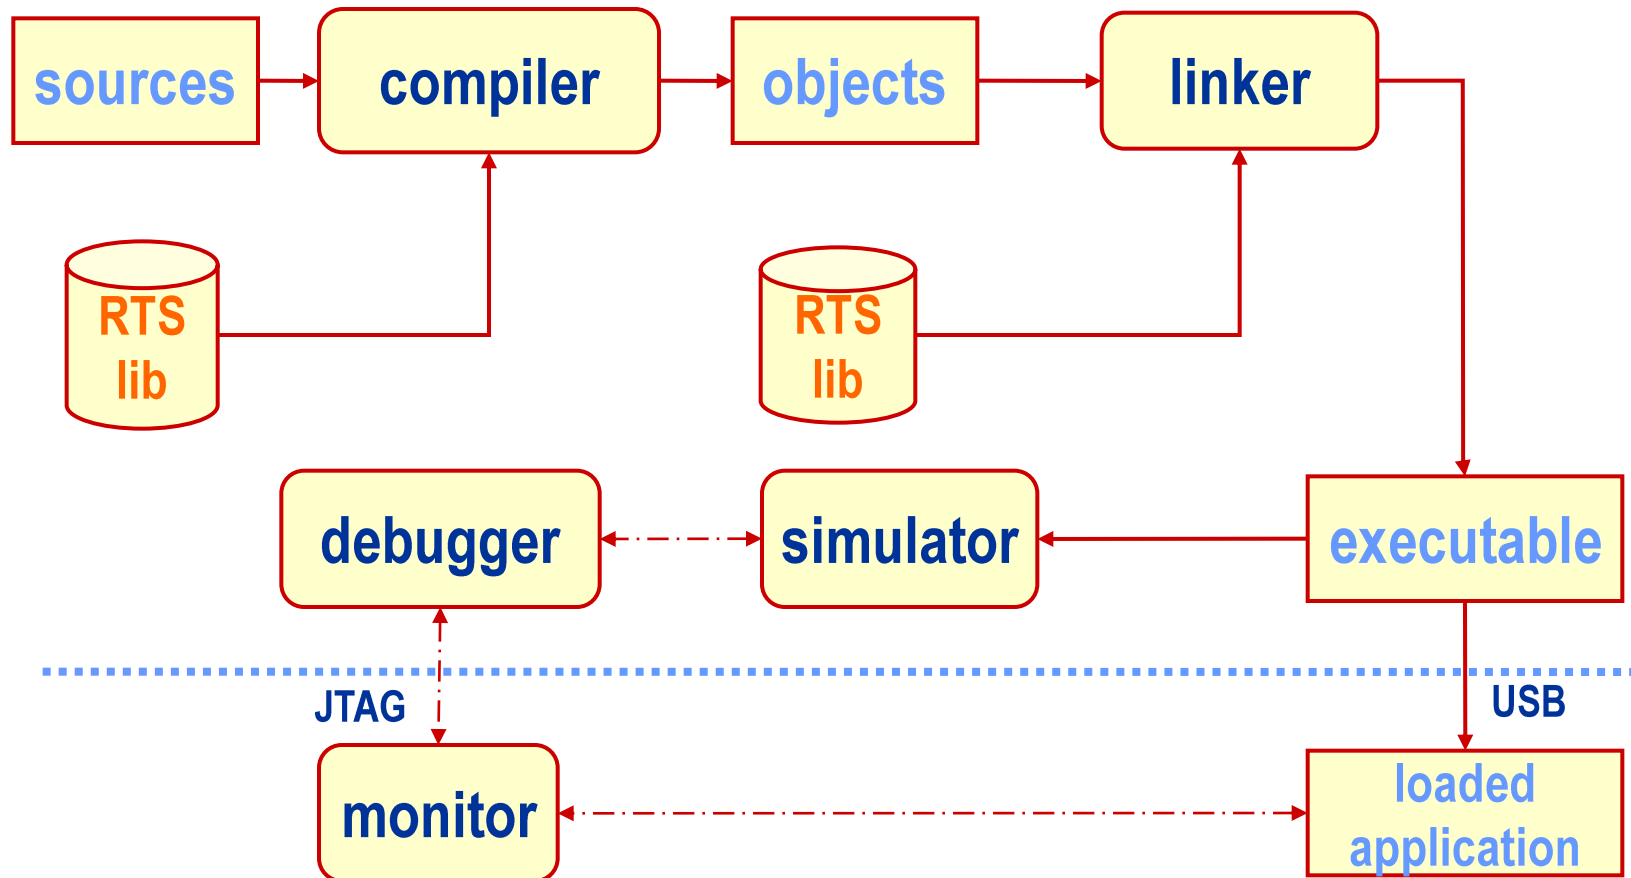 sources
compiler
objects
linker
RTS
lib
RTS
lib
debugger
simulator
executable
JTAG
USB
monitor
loaded
application